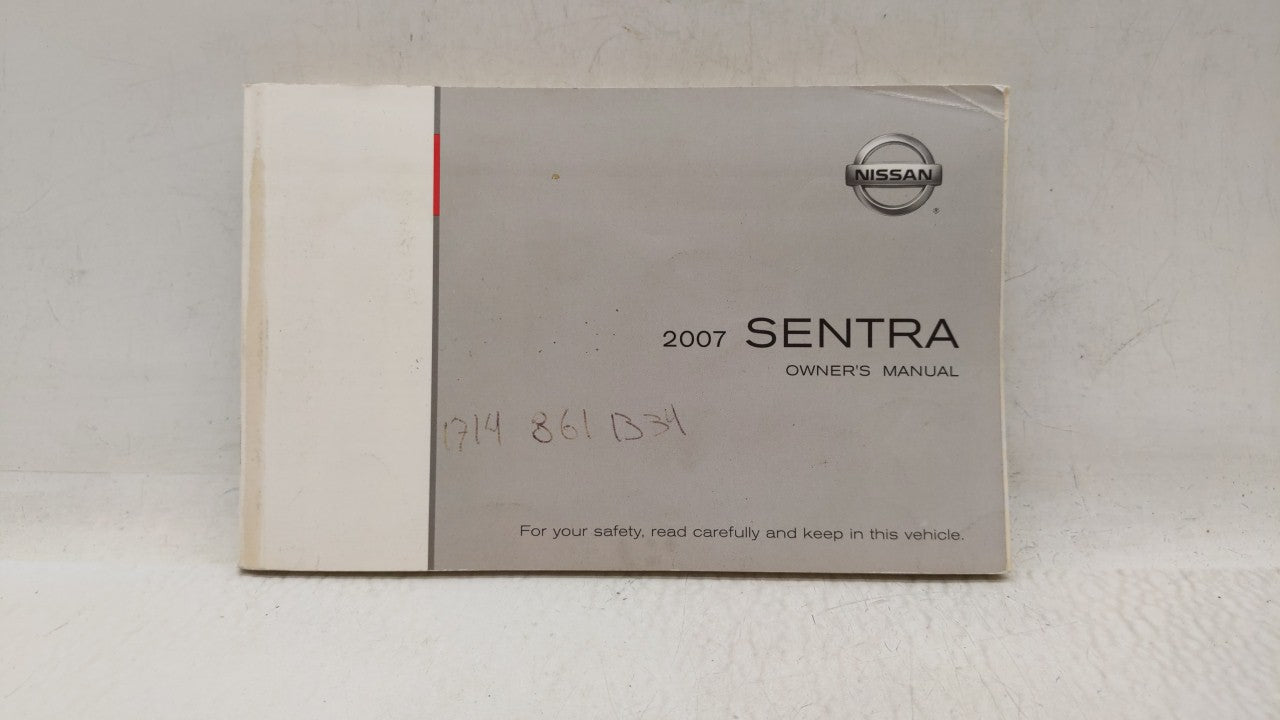 NISSAN
2007 SENTRA
OWNER'S MANUAL
1714 861 1334
For your safety, read carefully and keep in this vehicle.